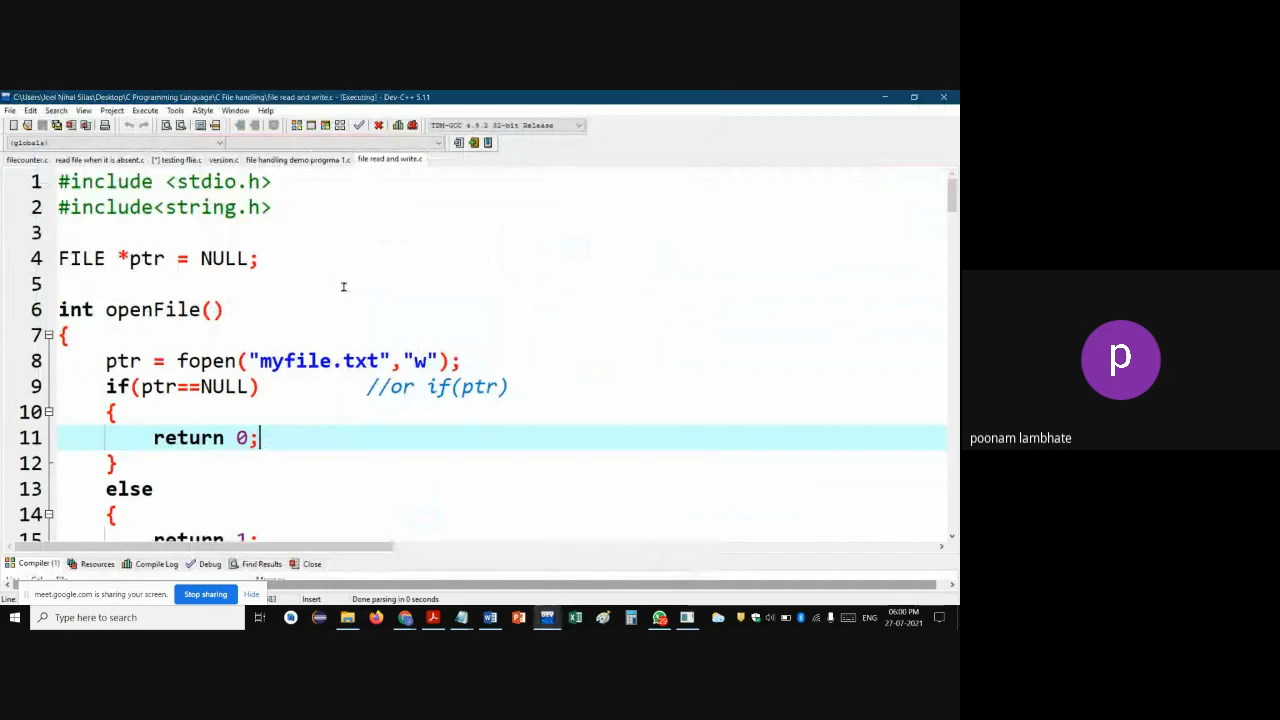 C:\Users\Joel Nihal Silas\Desktop\C Programming Language\C File handling\file read and write.c - [Executing] - Dev-C++ 5.11
File Edit Search View Project Execute Tools AStyle Window Help
TDM-GCC 4.9.2 32-bit Release
(globals)
filecounter.c read file when it is absent.c [*] testing flie.c version.c file handling demo progrma 1.c file read and write.c
1 #include <stdio.h>
2 #include<string.h>
3
4 FILE *ptr = NULL;
5
6 int openFile()
7 {
8 ptr = fopen("myfile.txt","w");
9 if(ptr==NULL) //or if(ptr)
10 {
11 return 0;
12 }
13 else
14 {
15 return 1;
Compiler (1) Resources Compile Log Debug Find Results Close
meet.google.com is sharing your screen. Stop sharing Hide
Line: Insert Done parsing in 0 seconds
Type here to search
ENG
06:00 PM
27-07-2021
p
poonam lambhate